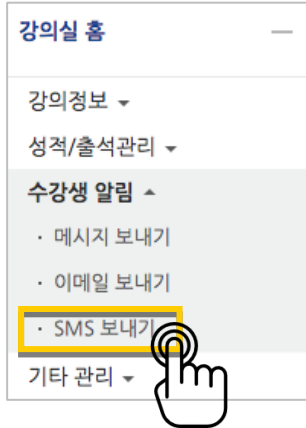 강의실 홈
강의정보
성적/출석관리
수강생 알림
· 메시지 보내기
· 이메일 보내기
· SMS 보내기
기타 관리